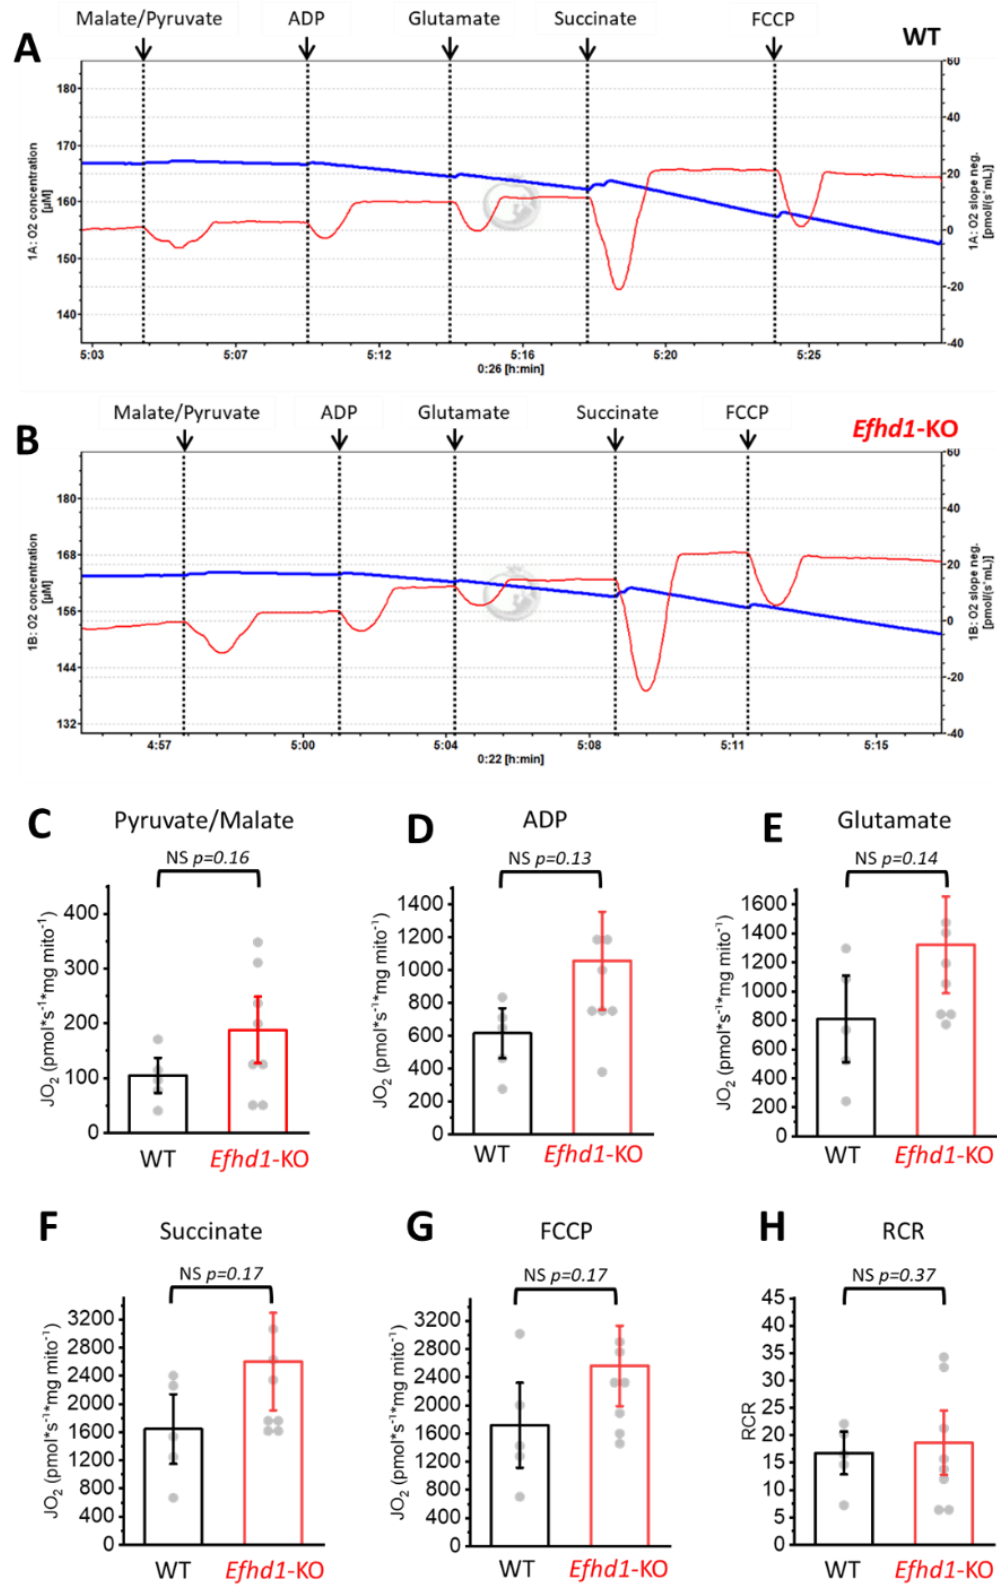 Malate/Pyruvate ADP Glutamate Succinate FCCP
A WT
1A: O2 concentration
[µM]
180
170
160
150
140
60
40
20
0
-20
-40
1A: O2 slope neg.
[pmol/(s*mL)]
5:03 5:07 5:12 5:16 5:20 5:25
0:26 [h:min]
Malate/Pyruvate ADP Glutamate Succinate FCCP
B Efhd1-KO
1B: O2 concentration
[µM]
180
168
156
144
132
60
40
20
0
-20
-40
1B: O2 slope neg.
[pmol/(s*mL)]
4:57 5:00 5:04 5:08 5:11 5:15
0:22 [h:min]
C Pyruvate/Malate
NS p=0.16
JO2 (pmol*s-1*mg mito-1)
400
300
200
100
0
WT Efhd1-KO
D ADP
NS p=0.13
JO2 (pmol*s-1*mg mito-1)
1400
1200
1000
800
600
400
200
0
WT Efhd1-KO
E Glutamate
NS p=0.14
JO2 (pmol*s-1*mg mito-1)
1600
1400
1200
1000
800
600
400
200
0
WT Efhd1-KO
F Succinate
NS p=0.17
JO2 (pmol*s-1*mg mito-1)
3200
2800
2400
2000
1600
1200
800
400
0
WT Efhd1-KO
G FCCP
NS p=0.17
JO2 (pmol*s-1*mg mito-1)
3200
2800
2400
2000
1600
1200
800
400
0
WT Efhd1-KO
H RCR
NS p=0.37
RCR
45
40
35
30
25
20
15
10
5
0
WT Efhd1-KO